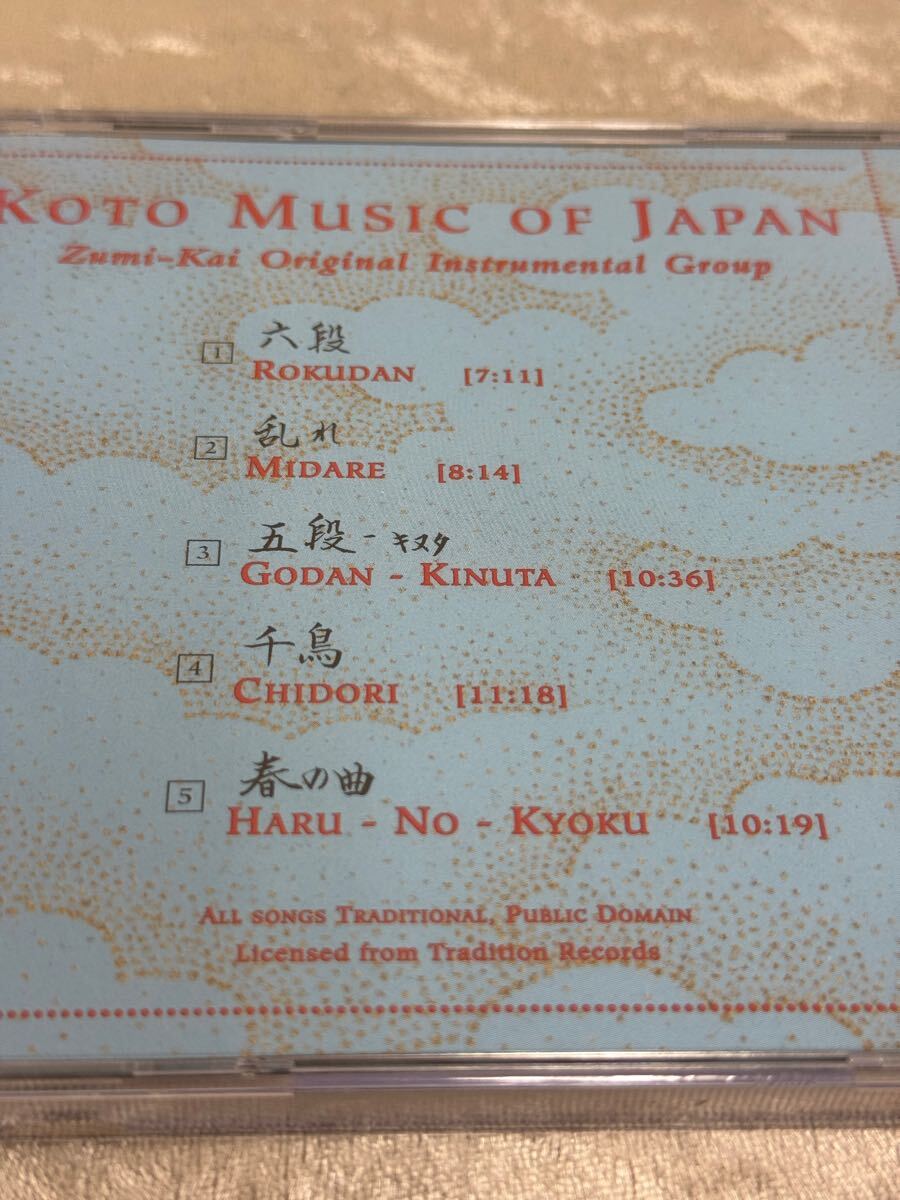 KOTO MUSIC OF JAPAN
Zumi-Kai Original Instrumental Group
1 六段
ROKUDAN [7:11]
2 乱れ
MIDARE [8:14]
3 五段-キヌタ
GODAN - KINUTA [10:36]
4 千鳥
CHIDORI [11:18]
5 春の曲
HARU - NO - KYOKU [10:19]
ALL SONGS TRADITIONAL, PUBLIC DOMAIN
Licensed from Tradition Records